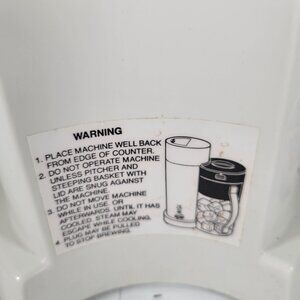 WARNING
1. PLACE MACHINE WELL BACK
FROM EDGE OF COUNTER.
2. DO NOT OPERATE MACHINE
UNLESS PITCHER AND
STEEPING BASKET WITH
LID ARE SNUG AGAINST
THE MACHINE.
3. DO NOT MOVE MACHINE
WHILE IN USE. OR
AFTERWARDS. UNTIL IT HAS
COOLED. STEAM MAY
ESCAPE WHILE COOLING.
4. PLUG MAY BE PULLED
TO STOP BREWING.